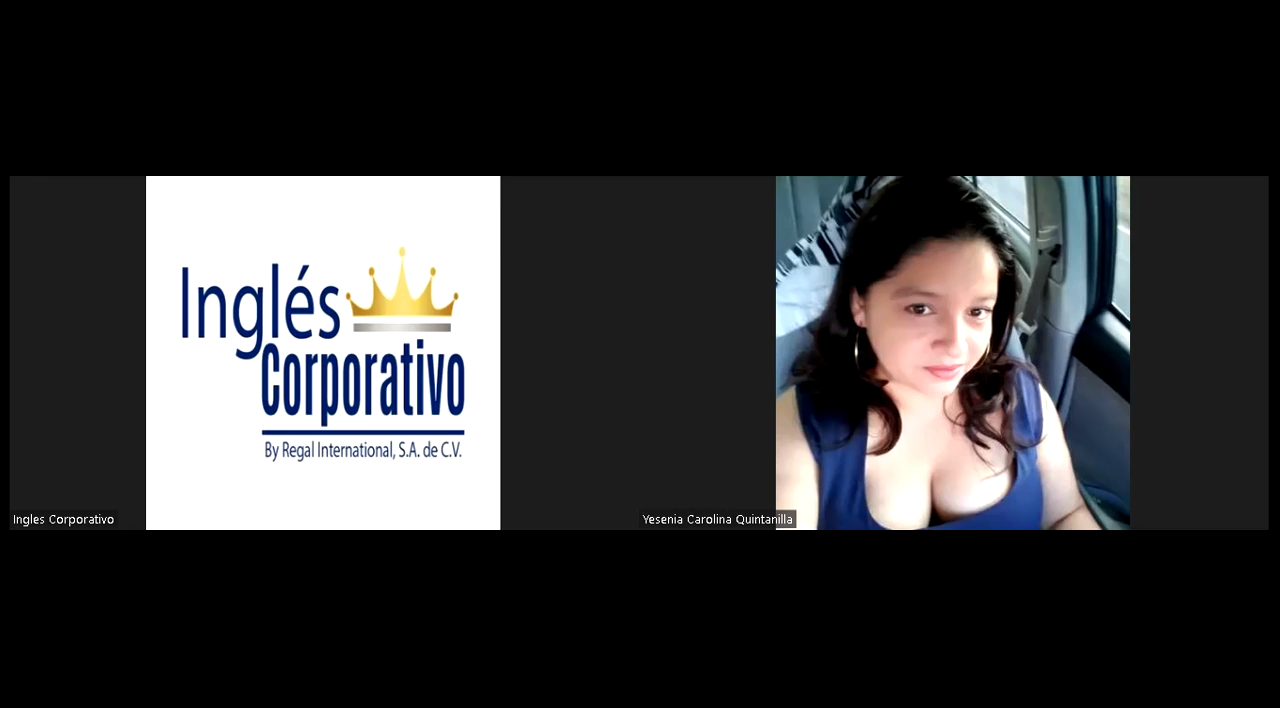 Inglés
Corporativo
By Regal International, S.A. de C.V.
Ingles Corporativo
Yesenia Carolina Quintanilla